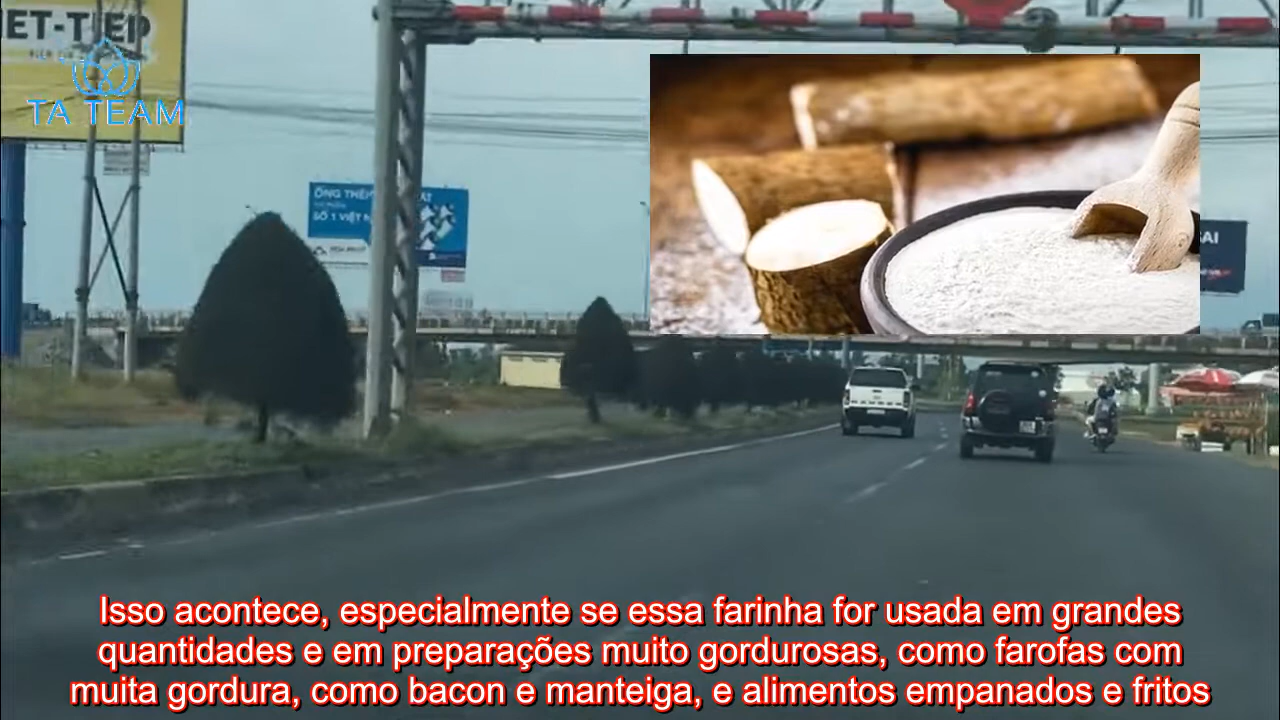 ET-TIEP
TA TEAM
ỐNG THÉP
SỐ 1 VIỆT N
Isso acontece, especialmente se essa farinha for usada em grandes
quantidades e em preparações muito gordurosas, como farofas com
muita gordura, como bacon e manteiga, e alimentos empanados e fritos